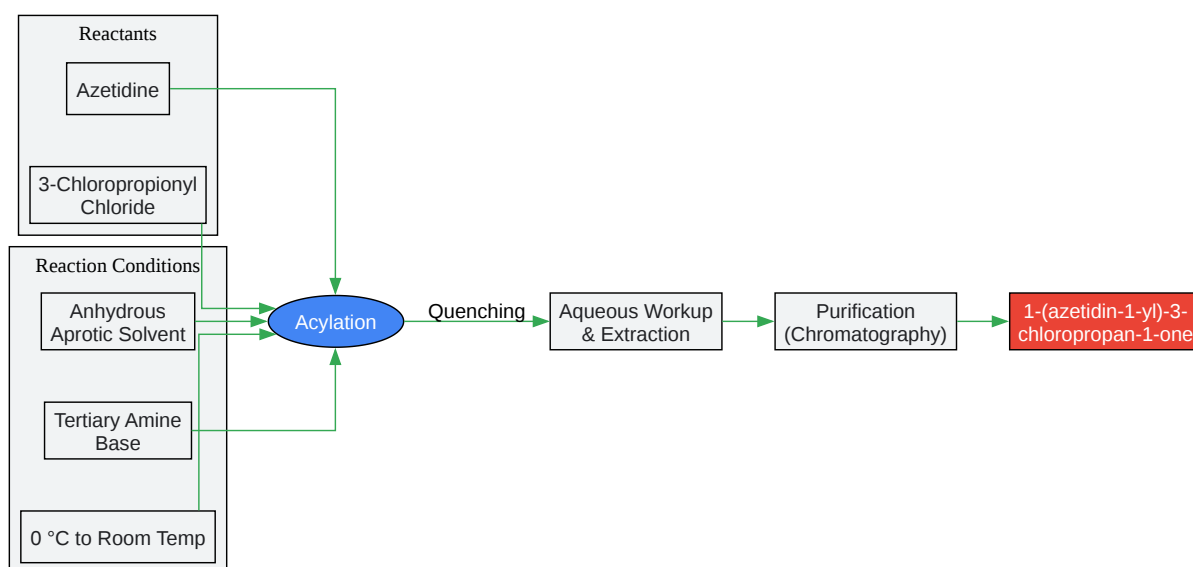 Reactants
Azetidine
3-Chloropropionyl
Chloride
Reaction Conditions
Anhydrous
Aprotic Solvent
Tertiary Amine
Base
0 °C to Room Temp
Acylation
Quenching
Aqueous Workup
& Extraction
Purification
(Chromatography)
1-(azetidin-1-yl)-3-
chloropropan-1-one